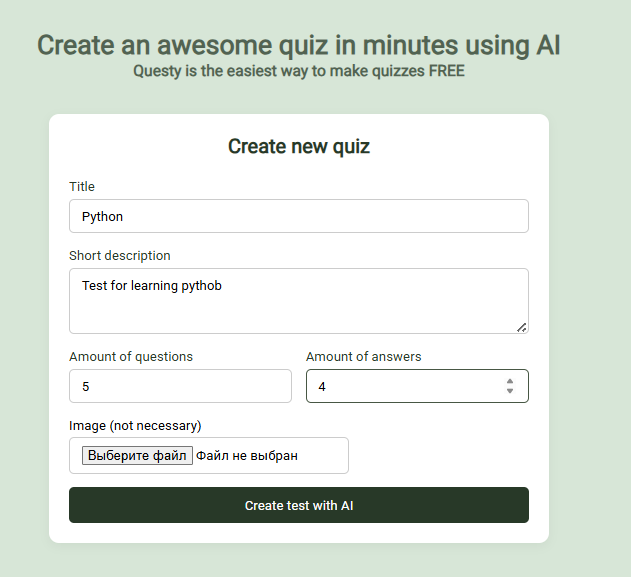 Create an awesome quiz in minutes using AI
Questy is the easiest way to make quizzes FREE
Create new quiz
Title
Python
Short description
Test for learning pythob
Amount of questions
Amount of answers
5
4
Image (not necessary)
Выберите файл Файл не выбран
Create test with AI